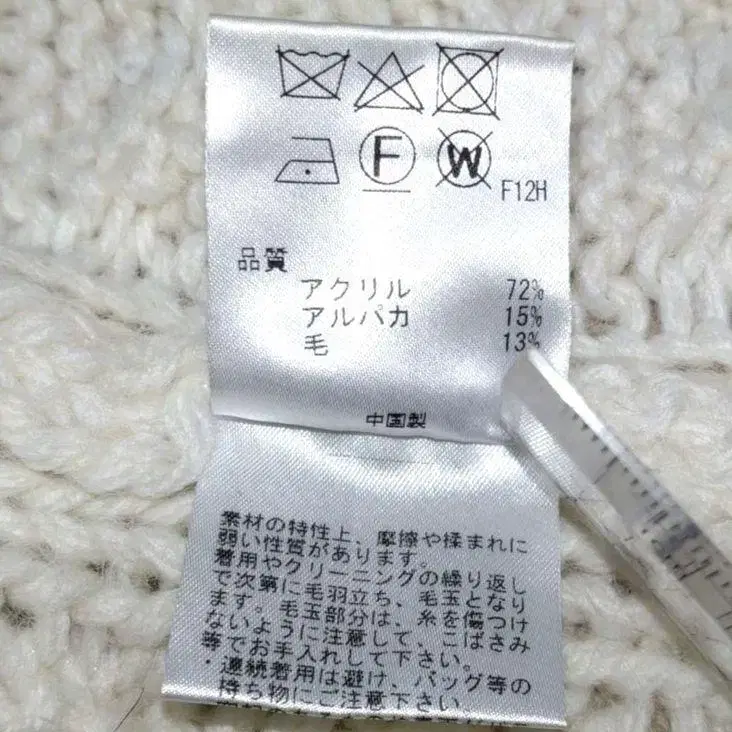 F
W
F12H
品質
アクリル 72%
アルパカ 15%
毛 13%
中国製
素材の特性上、摩擦や揉まれに
弱い性質があります。
着用やクリーニングの繰り返し
で次第に毛羽立ち、毛玉となり
ます。毛玉部分は、糸を傷つけ
ないように注意して、こばさみ
等でお手入れして下さい。
・連続着用は避け、バッグ等の
持ち物にご注意下さい。